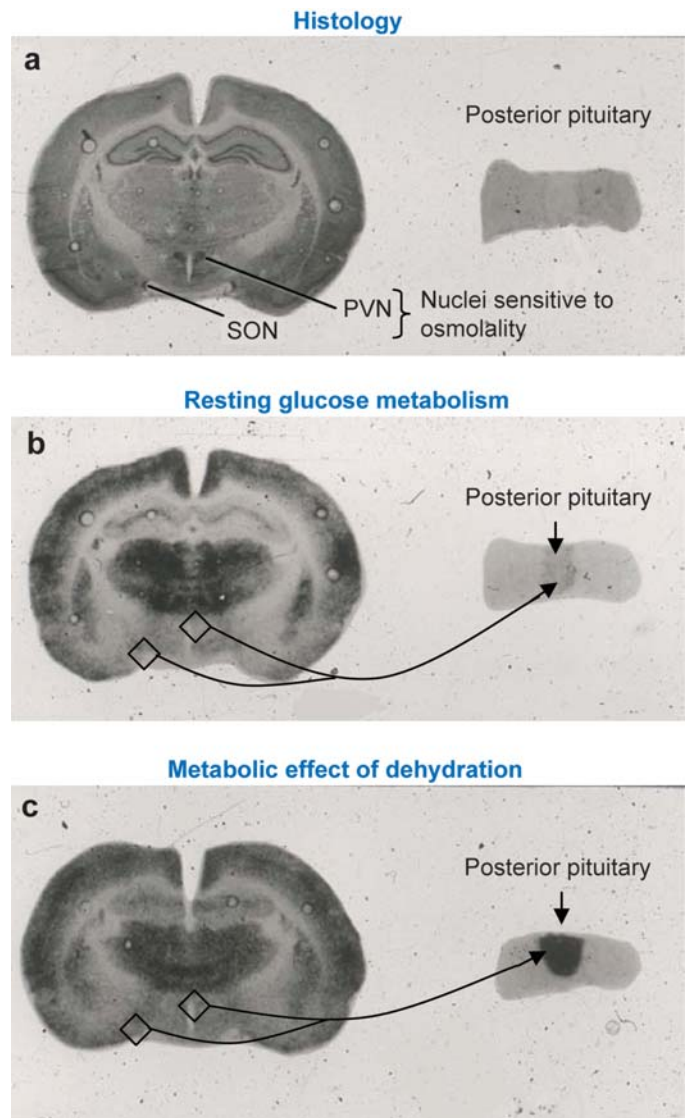 Histology
a
Posterior pituitary
PVN
Nuclei sensitive to
osmolality
SON
Resting glucose metabolism
b
Posterior pituitary
Metabolic effect of dehydration
c
Posterior pituitary